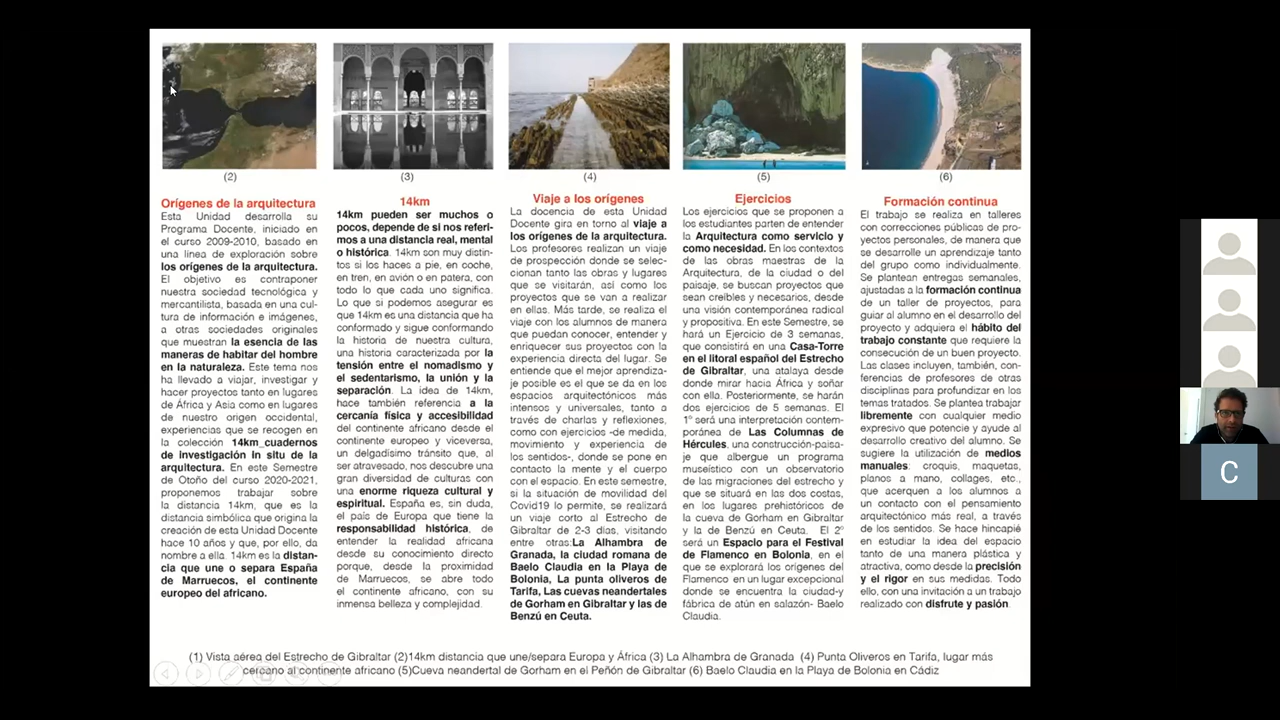 (2)
(3)
(4)
(5)
(6)
Orígenes de la arquitectura
Esta Unidad desarrolla su
Programa Docente, iniciado en
el curso 2009-2010, basado en
una línea de exploración sobre
los orígenes de la arquitectura.
El objetivo es contraponer
nuestra sociedad tecnológica y
mercantilista, basada en una cul-
tura de información e imágenes,
a otras sociedades originales
que muestran la esencia de las
maneras de habitar del hombre
en la naturaleza. Este tema nos
ha llevado a viajar, investigar y
hacer proyectos tanto en lugares
de África y Asia como en lugares
de nuestro origen occidental,
experiencias que se recogen en
la colección 14km_cuadernos
de investigación in situ de la
arquitectura. En este Semestre
de Otoño del curso 2020-2021,
proponemos trabajar sobre
la distancia 14km, que es la
distancia simbólica que origina la
creación de esta Unidad Docente
hace 10 años y que, por ello, da
nombre a ella. 14km es la distan-
cia que une o separa España
de Marruecos, el continente
europeo del africano.
14km
14km pueden ser muchos o
pocos, depende de si nos referi-
mos a una distancia real, mental
o histórica. 14km son muy distin-
tos si los haces a pie, en coche,
en tren, en avión o en patera, con
todo lo que cada uno significa.
Lo que si podemos asegurar es
que 14km es una distancia que ha
conformado y sigue conformando
la historia de nuestra cultura,
una historia caracterizada por la
tensión entre el nomadismo y
el sedentarismo, la unión y la
separación. La idea de 14km,
hace también referencia a la
cercanía física y accesibilidad
del continente africano desde el
continente europeo y viceversa,
un delgadísimo tránsito que, al
ser atravesado, nos descubre una
gran diversidad de culturas con
una enorme riqueza cultural y
espiritual. España es, sin duda,
el país de Europa que tiene la
responsabilidad histórica, de
entender la realidad africana
desde su conocimiento directo
porque, desde la proximidad
de Marruecos, se abre todo
el continente africano, con su
inmensa belleza y complejidad.
Viaje a los orígenes
La docencia de esta Unidad
Docente gira en torno al viaje a
los orígenes de la arquitectura.
Los profesores realizan un viaje
de prospección donde se selec-
cionan tanto las obras y lugares
que se visitarán, así como los
proyectos que se van a realizar
en ellas. Más tarde, se realiza el
viaje con los alumnos de manera
que puedan conocer, entender y
enriquecer sus proyectos con la
experiencia directa del lugar. Se
entiende que el mejor aprendiza-
je posible es el que se da en los
espacios arquitectónicos más
intensos y universales, tanto a
través de charlas y reflexiones,
como con ejercicios -de medida,
movimiento y experiencia de
los sentidos-, donde se pone en
contacto la mente y el cuerpo
con el espacio. En este semestre,
si la situación de movilidad del
Covid19 lo permite, se realizará
un viaje corto al Estrecho de
Gibraltar de 2-3 días, visitando
entre otras:La Alhambra de
Granada, la ciudad romana de
Baelo Claudia en la Playa de
Bolonia, La punta oliveros de
Tarifa, Las cuevas neandertales
de Gorham en Gibraltar y las de
Benzú en Ceuta.
Ejercicios
Los ejercicios que se proponen a
los estudiantes parten de entender
la Arquitectura como servicio y
como necesidad. En los contextos
de las obras maestras de la
Arquitectura, de la ciudad o del
paisaje, se buscan proyectos que
sean creíbles y necesarios, desde
una visión contemporánea radical
y propositiva. En este Semestre, se
hará un Ejercicio de 3 semanas,
que consistirá en una Casa-Torre
en el litoral español del Estrecho
de Gibraltar, una atalaya desde
donde mirar hacia África y soñar
con ella. Posteriormente, se harán
dos ejercicios de 5 semanas. El
1º será una interpretación contem-
poránea de Las Columnas de
Hércules, una construcción-paisa-
je que albergue un programa
museístico con un observatorio
de las migraciones del estrecho y
que se situará en las dos costas,
en los lugares prehistóricos de
la cueva de Gorham en Gibraltar
y la de Benzú en Ceuta. El 2º
será un Espacio para el Festival
de Flamenco en Bolonia, en el
que se explorará los orígenes del
Flamenco en un lugar excepcional
donde se encuentra la ciudad-y
fábrica de atún en salazón- Baelo
Claudia.
Formación continua
El trabajo se realiza en talleres
con correcciones públicas de pro-
yectos personales, de manera que
se desarrolle un aprendizaje tanto
del grupo como individualmente.
Se plantean entregas semanales,
ajustadas a la formación continua
de un taller de proyectos, para
guiar al alumno en el desarrollo del
proyecto y adquiera el hábito del
trabajo constante que requiere la
consecución de un buen proyecto.
Las clases incluyen, también, con-
ferencias de profesores de otras
disciplinas para profundizar en los
temas tratados. Se plantea trabajar
libremente con cualquier medio
expresivo que potencie y ayude al
desarrollo creativo del alumno. Se
sugiere la utilización de medios
manuales: croquis, maquetas,
planos a mano, collages, etc.,
que acerquen a los alumnos a
un contacto con el pensamiento
arquitectónico más real, a través
de los sentidos. Se hace hincapié
en estudiar la idea del espacio
tanto de una manera plástica y
atractiva, como desde la precisión
y el rigor en sus medidas. Todo
ello, con una invitación a un trabajo
realizado con disfrute y pasión.
(1) Vista aérea del Estrecho de Gibraltar (2)14km distancia que une/separa Europa y África (3) La Alhambra de Granada (4) Punta Oliveros en Tarifa, lugar más
cercano al continente africano (5)Cueva neandertal de Gorham en el Peñón de Gibraltar (6) Baelo Claudia en la Playa de Bolonia en Cádiz
C